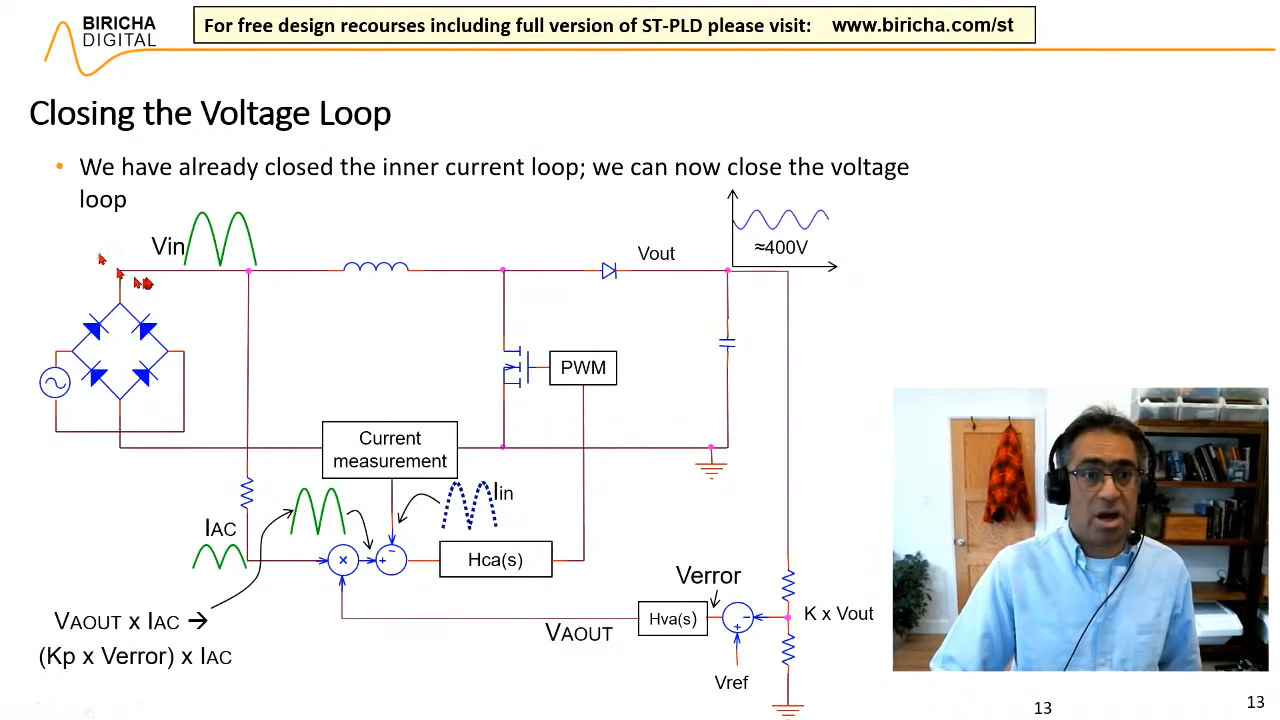 BIRICHA
DIGITAL
For free design recourses including full version of ST-PLD please visit: www.biricha.com/st
Closing the Voltage Loop
• We have already closed the inner current loop; we can now close the voltage
loop
Vin
Vout
≈400V
PWM
Current
measurement
Iin
IAC
×
+
−
Hca(s)
Verror
VAOUT x IAC →
(Kp x Verror) x IAC
VAOUT
Hva(s)
−
+
K x Vout
Vref
13
13